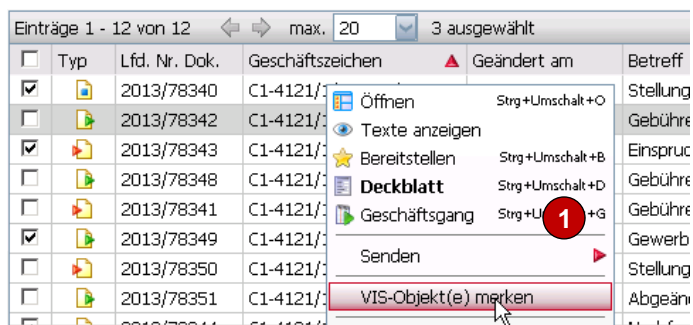 Einträge 1 - 12 von 12 max. 20 3 ausgewählt
Typ Lfd. Nr. Dok. Geschäftszeichen Geändert am Betreff
2013/78340 C1-4121/ Stellung
2013/78342 C1-4121/ Gebühre
2013/78343 C1-4121/ Einspruc
2013/78348 C1-4121/ Gebühre
2013/78341 C1-4121/ Gebühre
2013/78349 C1-4121/ Gewerb
2013/78350 C1-4121/ Stellung
2013/78351 C1-4121/ Abgeän
Öffnen Strg+Umschalt+O
Texte anzeigen
Bereitstellen Strg+Umschalt+B
Deckblatt Strg+Umschalt+D
Geschäftsgang Strg+U +G
1
Senden
VIS-Objekt(e) merken